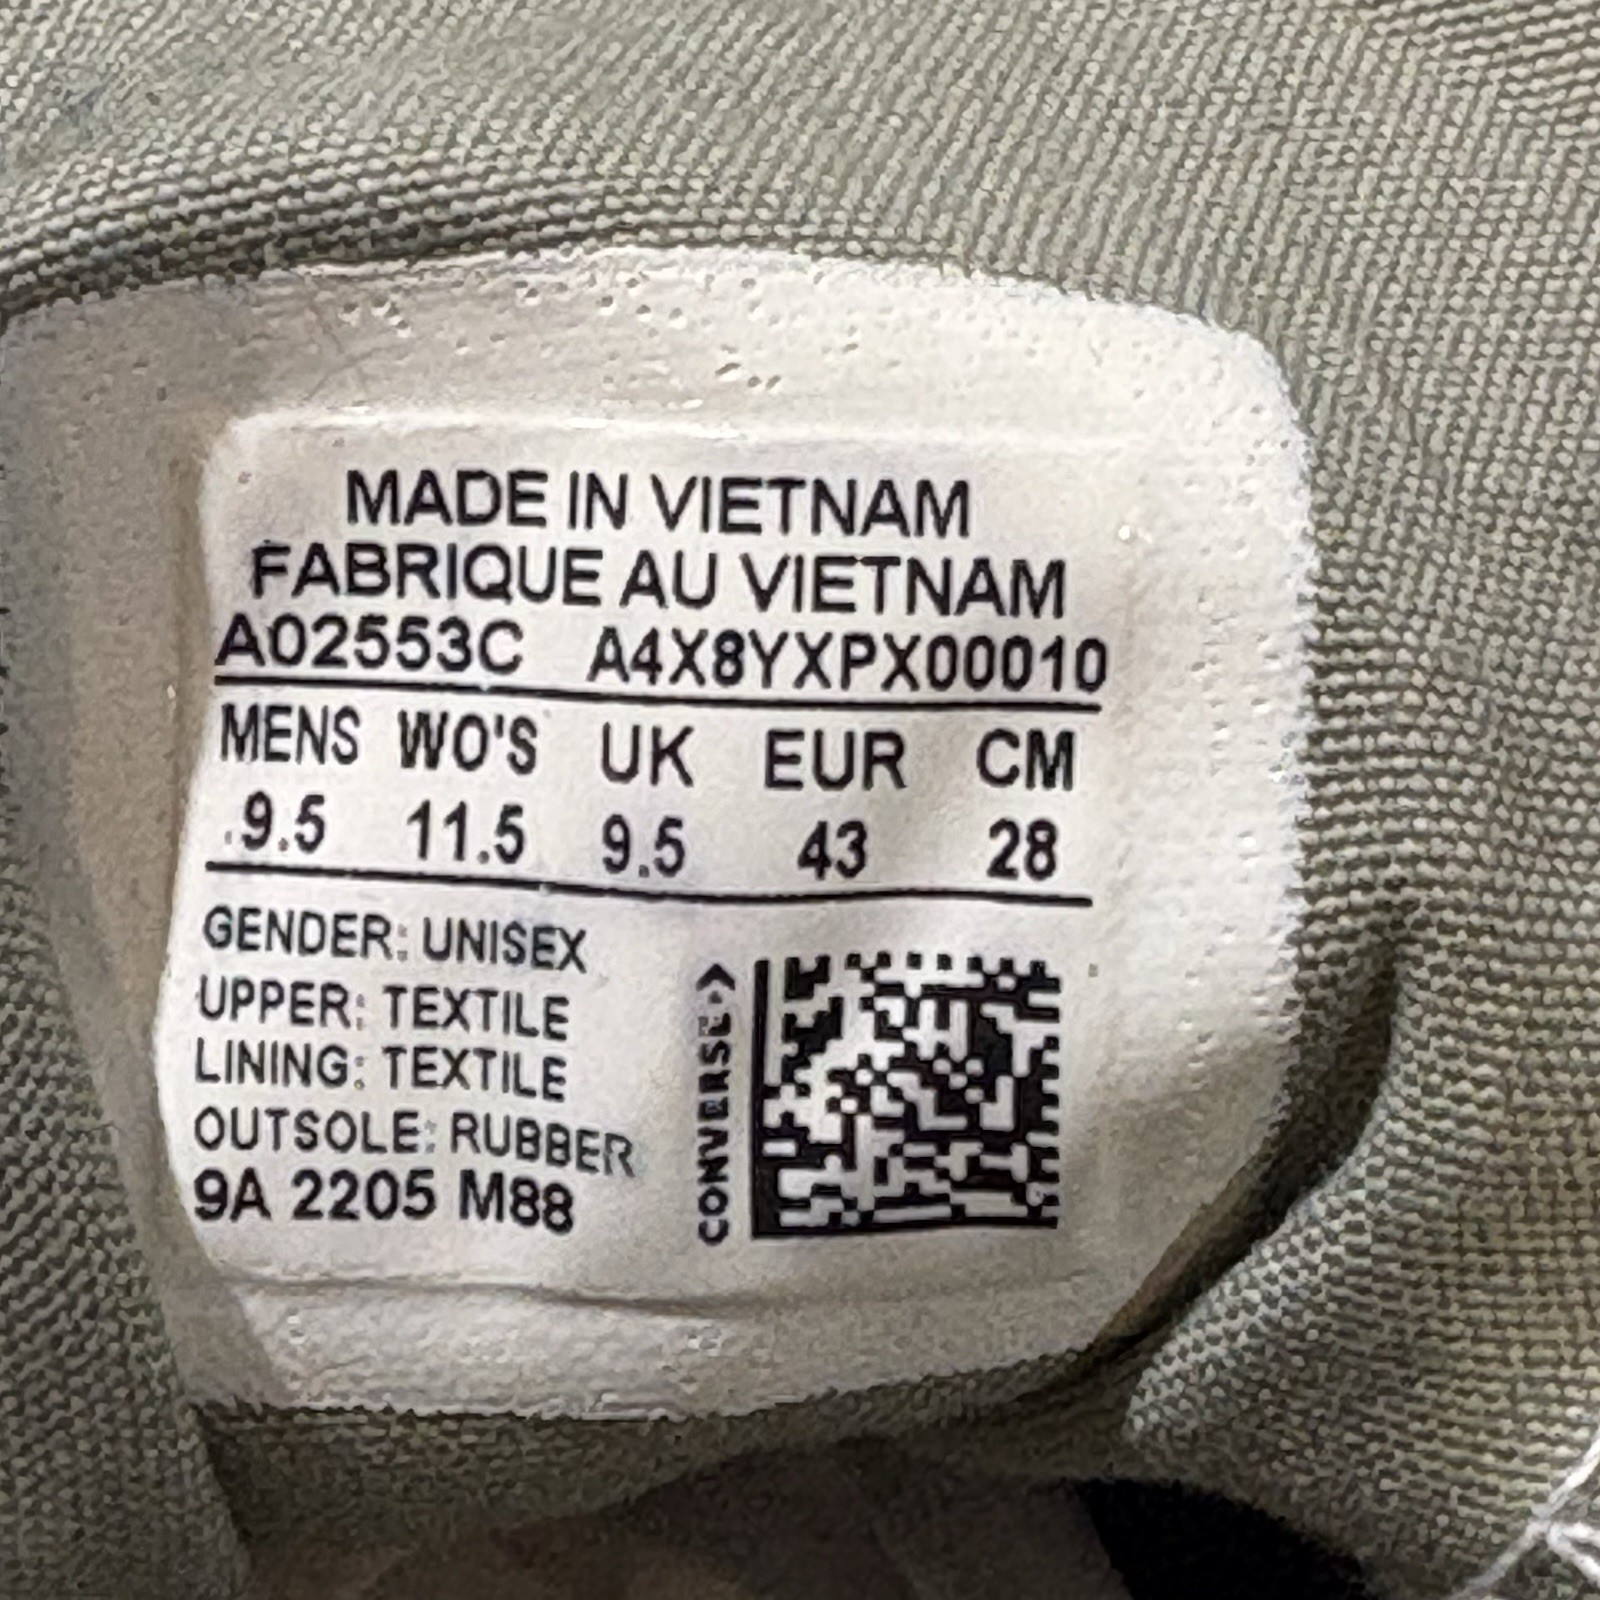 MADE IN VIETNAM
FABRIQUE AU VIETNAM
A02553C A4X8YXPX00010
MENS WO'S UK EUR CM
9.5 11.5 9.5 43 28
GENDER: UNISEX
UPPER: TEXTILE
LINING: TEXTILE
OUTSOLE: RUBBER
9A 2205 M88
CONVERSE